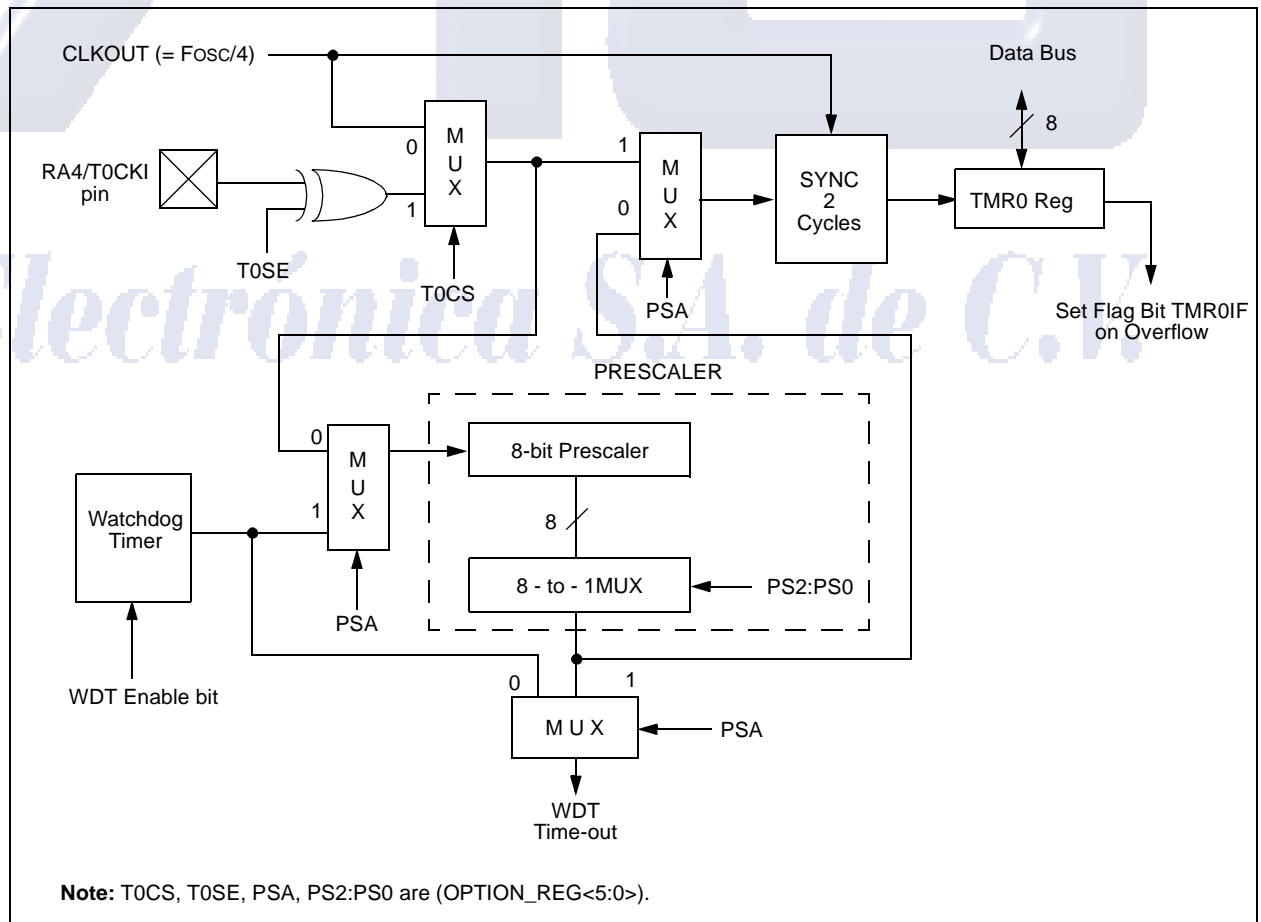 CLKOUT (= FOSC/4)
Data Bus
8
RA4/T0CKI
pin
0
1
M
U
X
T0SE
T0CS
1
0
M
U
X
PSA
SYNC
2
Cycles
TMR0 Reg
Set Flag Bit TMR0IF
on Overflow
Electrónica S.A. de C.V.
PRESCALER
0
1
M
U
X
8-bit Prescaler
Watchdog
Timer
8
8 - to - 1MUX
PS2:PS0
PSA
WDT Enable bit
0
1
M U X
PSA
WDT
Time-out
Note: T0CS, T0SE, PSA, PS2:PS0 are (OPTION_REG<5:0>).